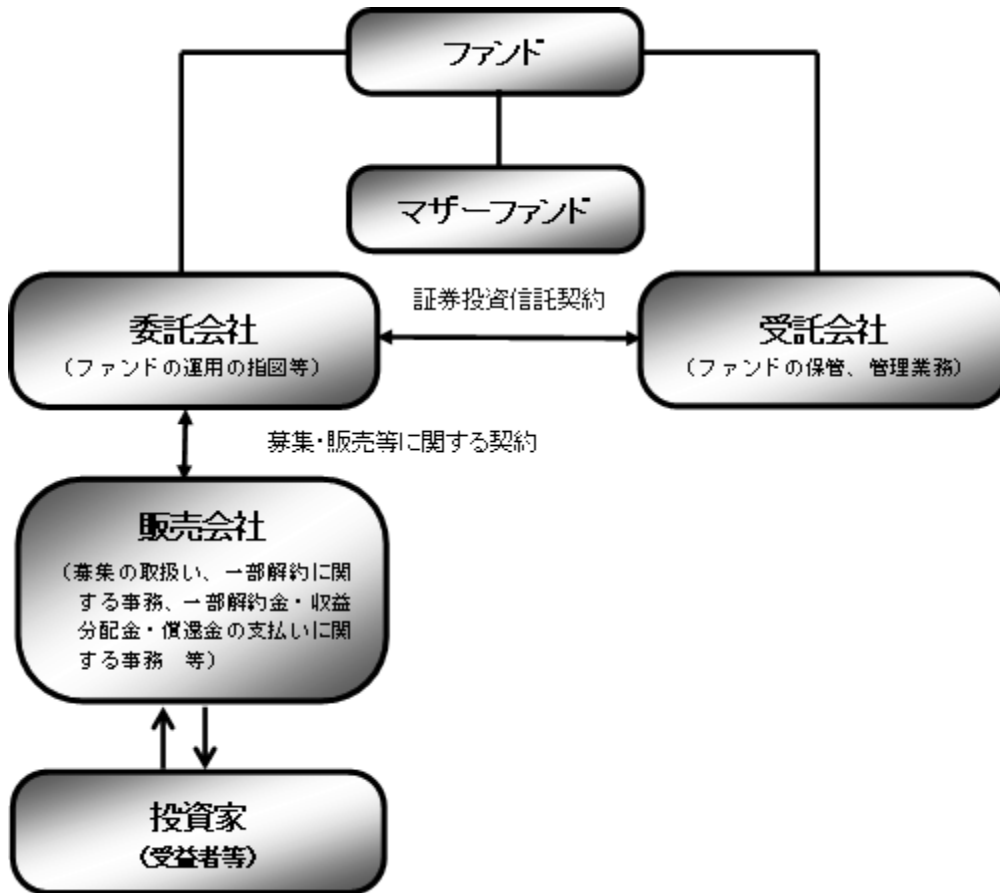 ファンド
マザーファンド
証券投資信託契約
委託会社
（ファンドの運用の指図等）
受託会社
（ファンドの保管、管理業務）
募集・販売等に関する契約
販売会社
（募集の取扱い、一部解約に関
する事務、一部解約金・収益
分配金・償還金の支払いに関
する事務　等）
投資家
（受益者等）